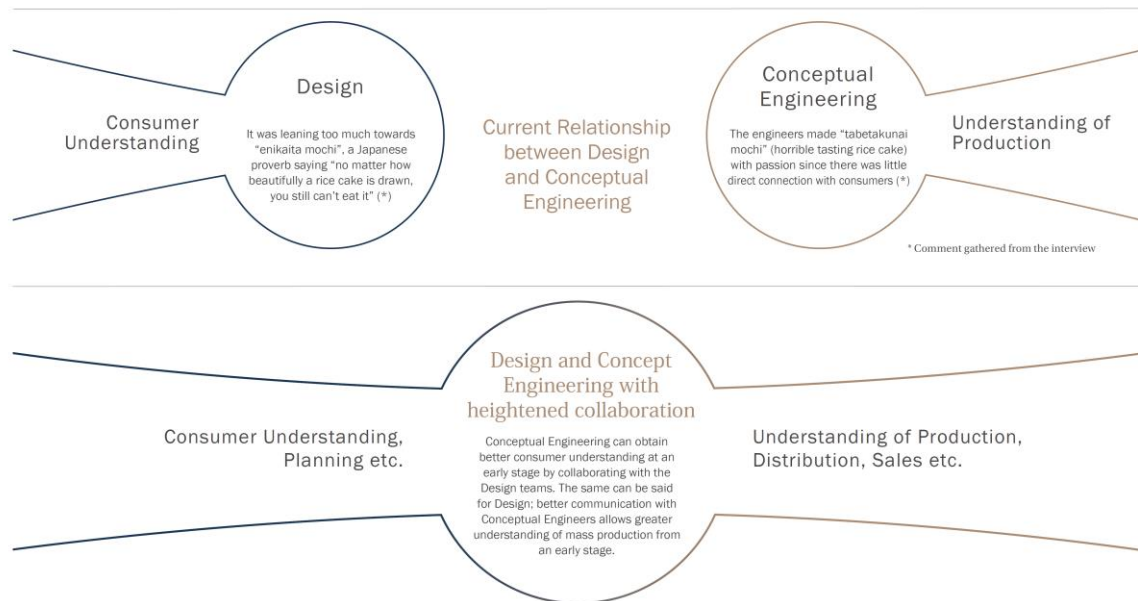 Consumer
Understanding
Design
It was leaning too much towards
“enikaita mochi”, a Japanese
proverb saying “no matter how
beautifully a rice cake is drawn,
you still can’t eat it” (*)
Current Relationship
between Design
and Conceptual
Engineering
Conceptual
Engineering
The engineers made “tabetakunai
mochi” (horrible tasting rice cake)
with passion since there was little
direct connection with consumers (*)
Understanding of
Production
* Comment gathered from the interview
Consumer Understanding,
Planning etc.
Design and Concept
Engineering with
heightened collaboration
Conceptual Engineering can obtain
better consumer understanding at an
early stage by collaborating with the
Design teams. The same can be said
for Design; better communication with
Conceptual Engineers allows greater
understanding of mass production from
an early stage.
Understanding of Production,
Distribution, Sales etc.